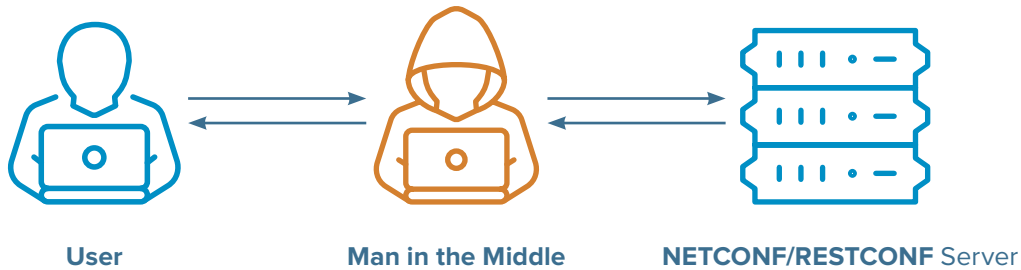 User
Man in the Middle
NETCONF/RESTCONF Server